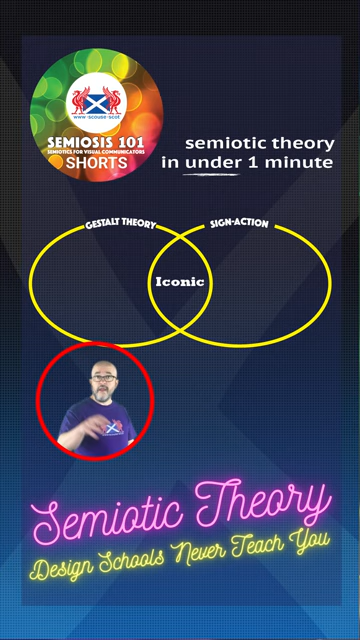 www·scouse·scot
SEMIOSIS 101
SEMIOTICS FOR VISUAL COMMUNICATORS
SHORTS
semiotic theory
in under 1 minute
GESTALT THEORY
SIGN-ACTION
Iconic
Semiotic Theory
Design Schools Never Teach You